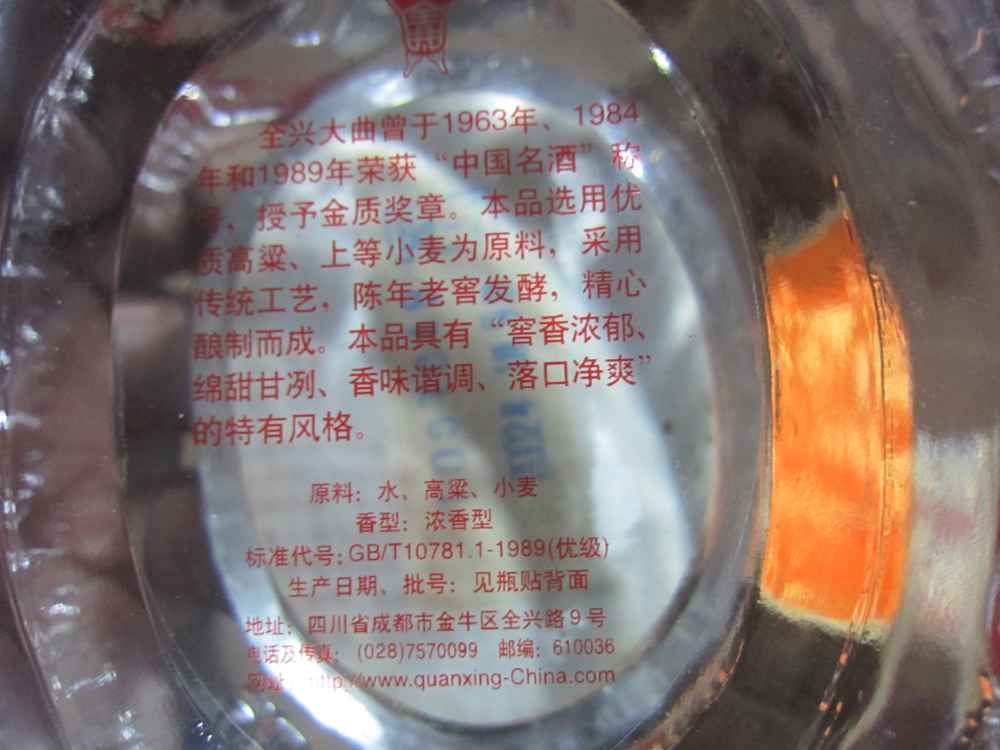 全兴大曲曾于1963年、1984
年和1989年荣获“中国名酒”称
号，授予金质奖章。本品选用优
质高粱、上等小麦为原料，采用
传统工艺，陈年老窖发酵，精心
酿制而成。本品具有“窖香浓郁、
绵甜甘冽、香味谐调、落口净爽”
的特有风格。
原料：水、高粱、小麦
香型：浓香型
标准代号：GB/T10781.1-1989(优级)
生产日期、批号：见瓶贴背面
地址：四川省成都市金牛区全兴路9号
电话及传真：(028)7570099 邮编：610036
网址：http://www.quanxing-China.com